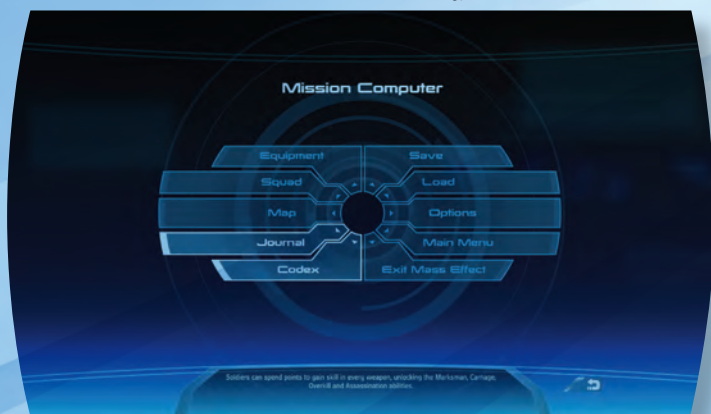 Mission Computer
Equipment
Save
Squad
Load
Map
Options
Journal
Main Menu
Codex
Exit Mass Effect
Soldiers can spend points to gain skill in every weapon, unlocking the Marksman, Carnage,
Overkill and Assassination abilities.